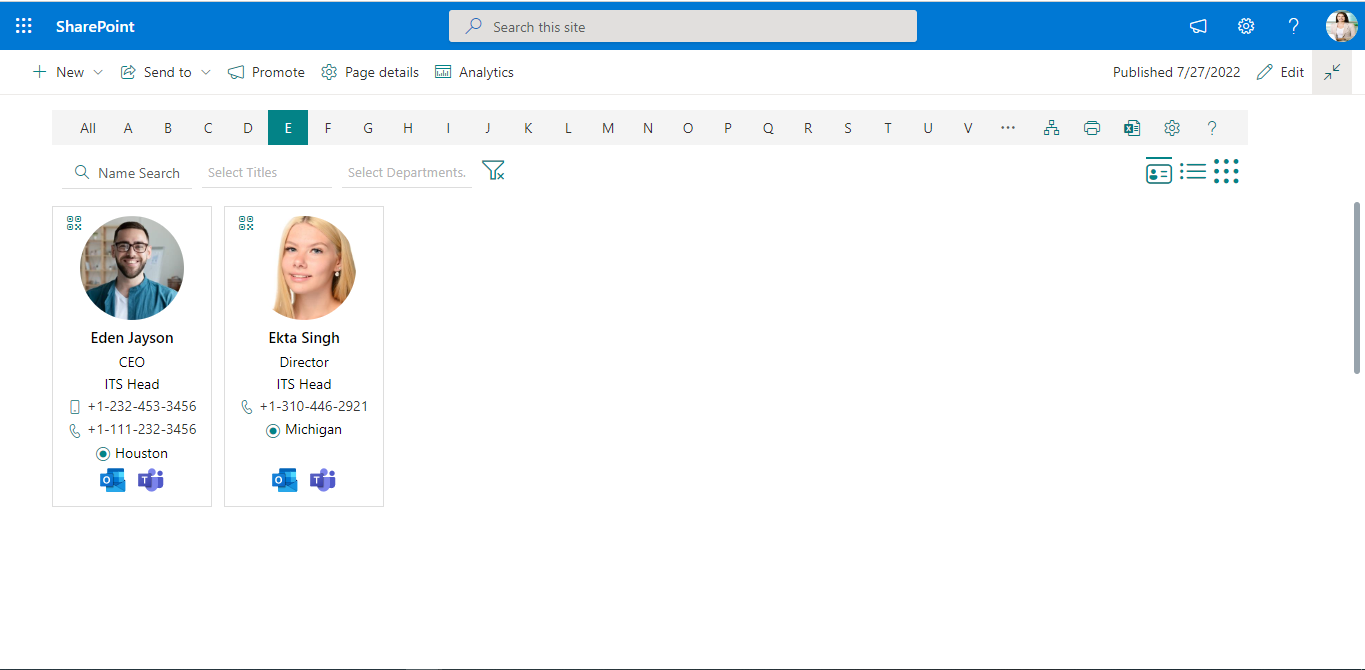 SharePoint
Search this site
New Send to Promote Page details Analytics Published 7/27/2022 Edit
All A B C D E F G H I J K L M N O P Q R S T U V ···
Name Search Select Titles Select Departments.
Eden Jayson
CEO
ITS Head
+1-232-453-3456
+1-111-232-3456
Houston
Ekta Singh
Director
ITS Head
+1-310-446-2921
Michigan